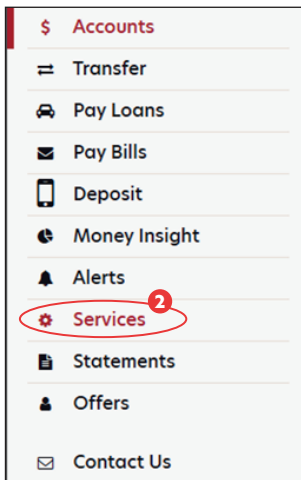 $ Accounts
Transfer
Pay Loans
Pay Bills
Deposit
Money Insight
Alerts
2
Services
Statements
Offers
Contact Us